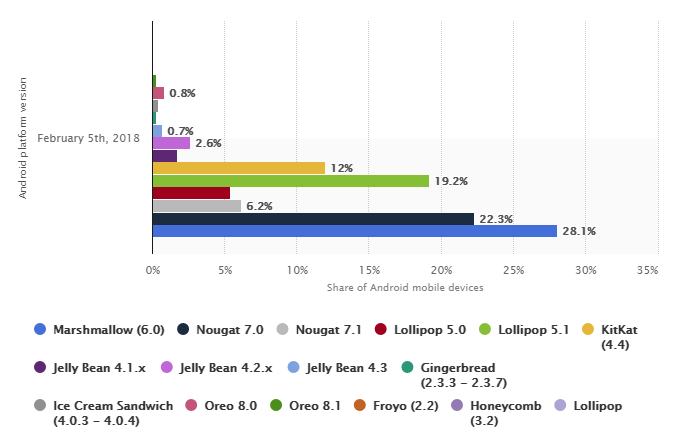 Android platform version
February 5th, 2018
0.8%
0.7%
2.6%
12%
19.2%
6.2%
22.3%
28.1%
0% 5% 10% 15% 20% 25% 30% 35%
Share of Android mobile devices
Marshmallow (6.0) Nougat 7.0 Nougat 7.1 Lollipop 5.0 Lollipop 5.1 KitKat
(4.4)
Jelly Bean 4.1.x Jelly Bean 4.2.x Jelly Bean 4.3 Gingerbread
(2.3.3 - 2.3.7)
Ice Cream Sandwich Oreo 8.0 Oreo 8.1 Froyo (2.2) Honeycomb Lollipop
(4.0.3 - 4.0.4) (3.2)